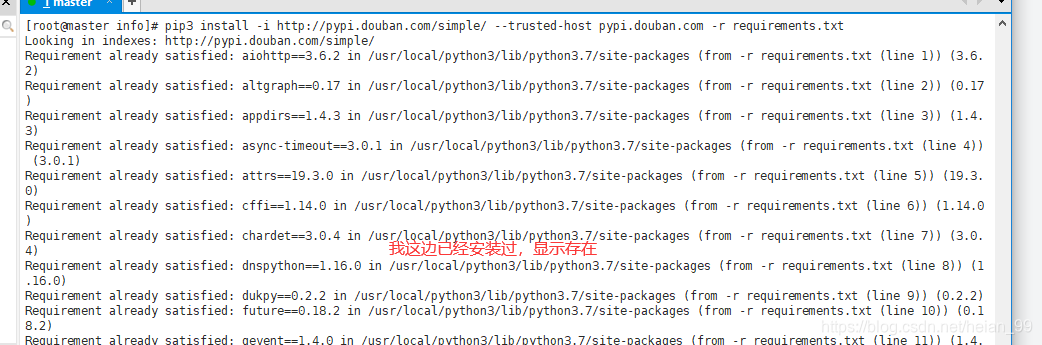 1 master
[root@master info]# pip3 install -i http://pypi.douban.com/simple/ --trusted-host pypi.douban.com -r requirements.txt
Looking in indexes: http://pypi.douban.com/simple/
Requirement already satisfied: aiohttp==3.6.2 in /usr/local/python3/lib/python3.7/site-packages (from -r requirements.txt (line 1)) (3.6.
2)
Requirement already satisfied: altgraph==0.17 in /usr/local/python3/lib/python3.7/site-packages (from -r requirements.txt (line 2)) (0.17
)
Requirement already satisfied: appdirs==1.4.3 in /usr/local/python3/lib/python3.7/site-packages (from -r requirements.txt (line 3)) (1.4.
3)
Requirement already satisfied: async-timeout==3.0.1 in /usr/local/python3/lib/python3.7/site-packages (from -r requirements.txt (line 4))
(3.0.1)
Requirement already satisfied: attrs==19.3.0 in /usr/local/python3/lib/python3.7/site-packages (from -r requirements.txt (line 5)) (19.3.
0)
Requirement already satisfied: cffi==1.14.0 in /usr/local/python3/lib/python3.7/site-packages (from -r requirements.txt (line 6)) (1.14.0
)
Requirement already satisfied: chardet==3.0.4 in /usr/local/python3/lib/python3.7/site-packages (from -r requirements.txt (line 7)) (3.0.
4)
我这边已经安装过，显示存在
Requirement already satisfied: dnspython==1.16.0 in /usr/local/python3/lib/python3.7/site-packages (from -r requirements.txt (line 8)) (1
.16.0)
Requirement already satisfied: dukpy==0.2.2 in /usr/local/python3/lib/python3.7/site-packages (from -r requirements.txt (line 9)) (0.2.2)
Requirement already satisfied: future==0.18.2 in /usr/local/python3/lib/python3.7/site-packages (from -r requirements.txt (line 10)) (0.1
8.2)
Requirement already satisfied: gevent==1.4.0 in /usr/local/python3/lib/python3.7/site-packages (from -r requirements.txt (line 11)) (1.4.
https://blog.csdn.net/heian_99